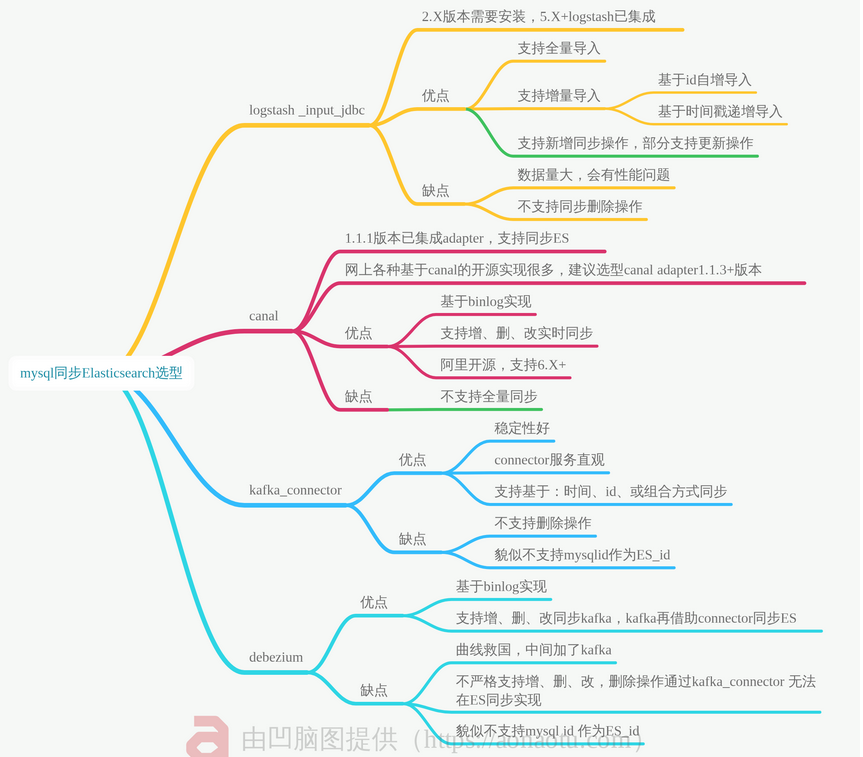 mysql同步Elasticsearch选型
logstash _input_jdbc
2.X版本需要安装，5.X+logstash已集成
优点
支持全量导入
支持增量导入
基于id自增导入
基于时间戳递增导入
支持新增同步操作，部分支持更新操作
缺点
数据量大，会有性能问题
不支持同步删除操作
canal
1.1.1版本已集成adapter，支持同步ES
网上各种基于canal的开源实现很多，建议选型canal adapter1.1.3+版本
优点
基于binlog实现
支持增、删、改实时同步
阿里开源，支持6.X+
缺点
不支持全量同步
kafka_connector
优点
稳定性好
connector服务直观
支持基于：时间、id、或组合方式同步
缺点
不支持删除操作
貌似不支持mysqlid作为ES_id
debezium
优点
基于binlog实现
支持增、删、改同步kafka，kafka再借助connector同步ES
缺点
曲线救国，中间加了kafka
不严格支持增、删、改，删除操作通过kafka_connector 无法
在ES同步实现
貌似不支持mysql id 作为ES_id
由凹脑图提供（https://aonaotu.com）